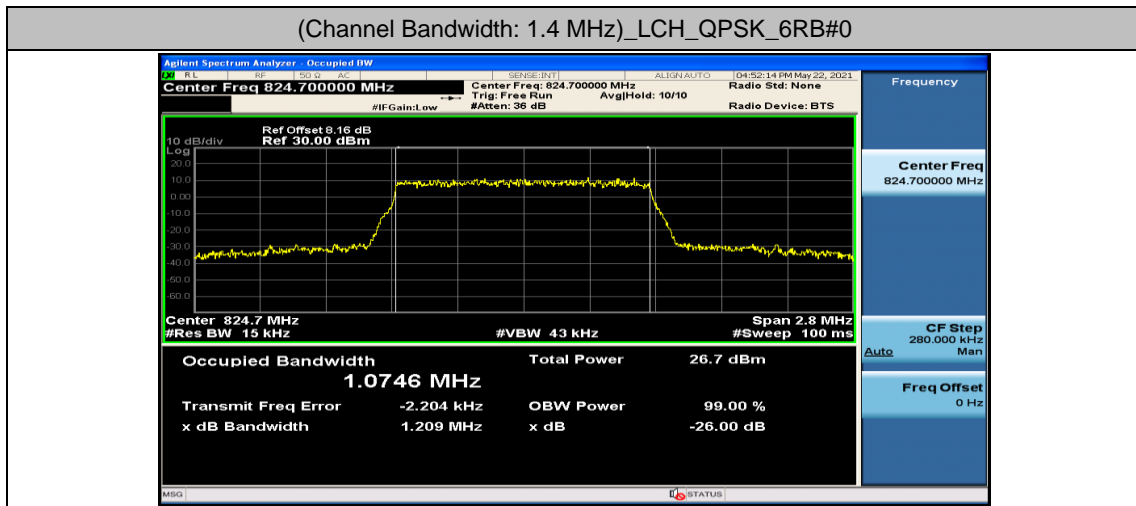 (Channel Bandwidth: 1.4 MHz)_LCH_QPSK_6RB#0
Agilent Spectrum Analyzer - Occupied BW
LXI RL RF 50 Ω AC SENSE:INT ALIGN AUTO 04:52:14 PM May 22, 2021
Center Freq 824.700000 MHz
Center Freq: 824.700000 MHz
Radio Std: None
Trig: Free Run Avg|Hold: 10/10
#IFGain:Low #Atten: 36 dB Radio Device: BTS
Ref Offset 8.16 dB
10 dB/div Ref 30.00 dBm
Log
20.0
10.0
0.00
-10.0
-20.0
-30.0
-40.0
-50.0
-60.0
Center 824.7 MHz Span 2.8 MHz
#Res BW 15 kHz #VBW 43 kHz #Sweep 100 ms
Occupied Bandwidth Total Power 26.7 dBm
1.0746 MHz
Transmit Freq Error -2.204 kHz OBW Power 99.00 %
x dB Bandwidth 1.209 MHz x dB -26.00 dB
MSG STATUS
Frequency
Center Freq
824.700000 MHz
CF Step
280.000 kHz
Auto Man
Freq Offset
0 Hz